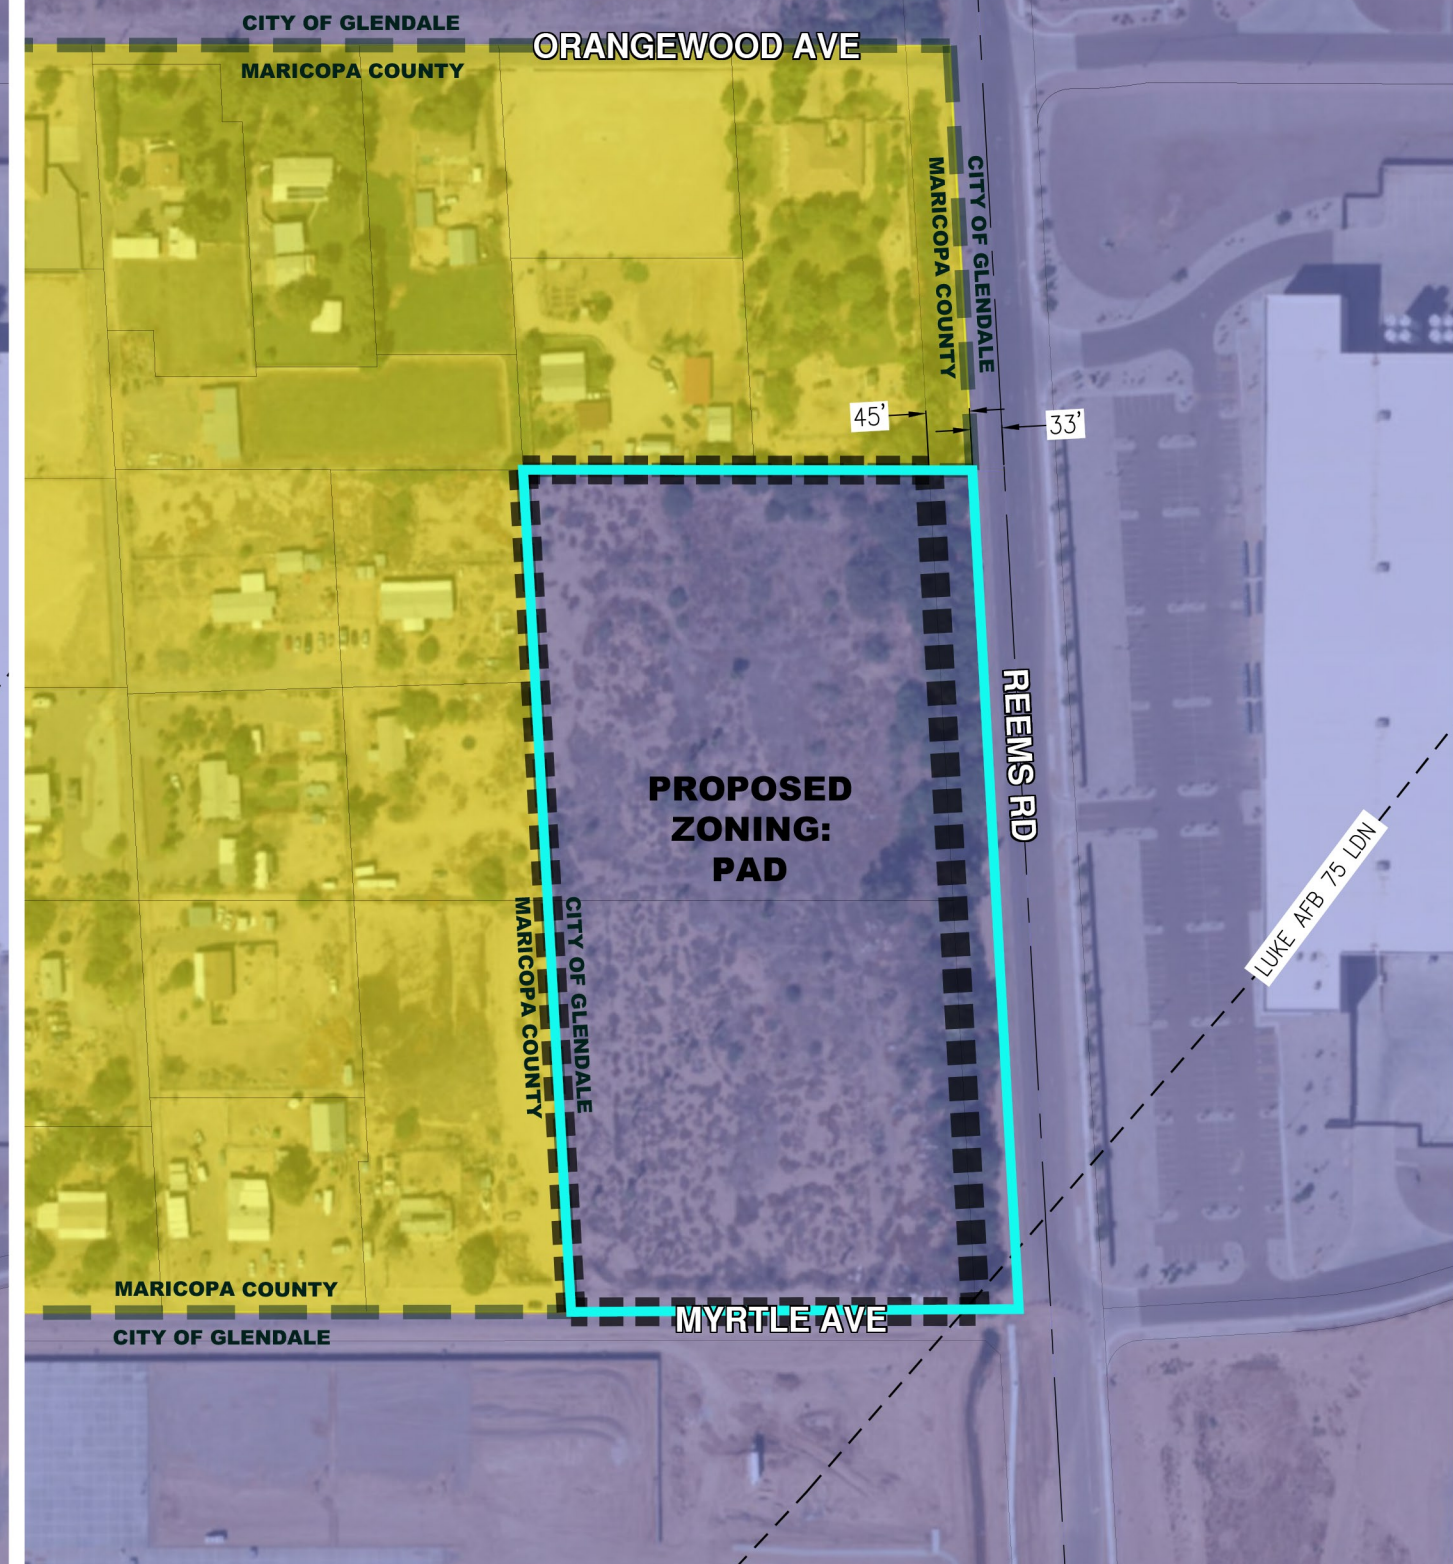 CITY OF GLENDALE
ORANGEWOOD AVE
MARICOPA COUNTY
CITY OF GLENDALE
MARICOPA COUNTY
45’
33’
REEMS RD
PROPOSED
ZONING:
PAD
LUKE AFB 75 LDN
CITY OF GLENDALE
MARICOPA COUNTY
MARICOPA COUNTY
MYRTLE AVE
CITY OF GLENDALE